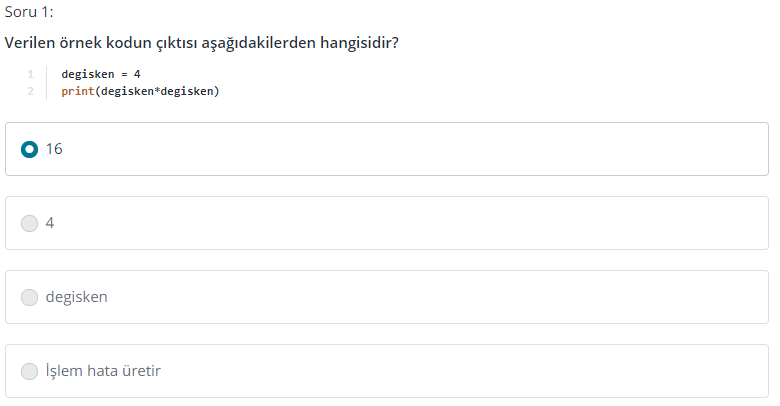 Soru 1:
Verilen örnek kodun çıktısı aşağıdakilerden hangisidir?
1 degisken = 4
2 print(degisken*degisken)
16
4
degisken
İşlem hata üretir